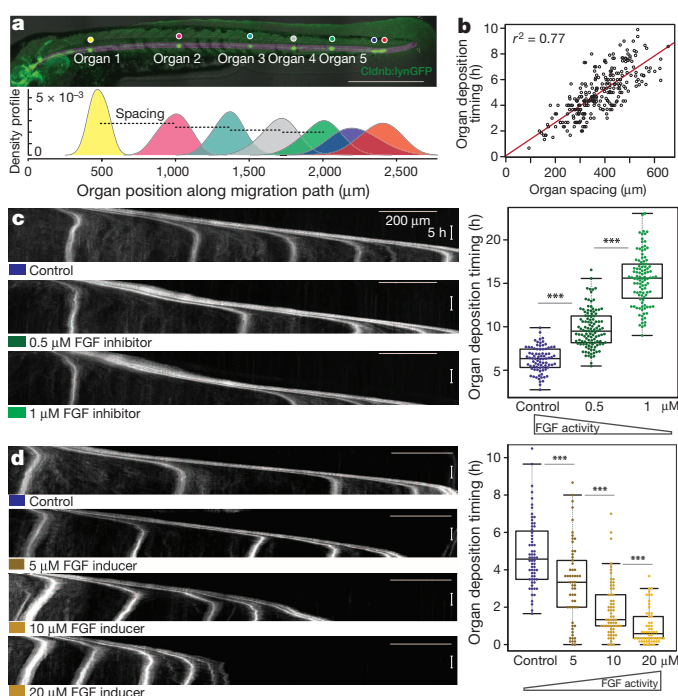 a
Organ 1
Organ 2
Organ 3
Organ 4
Organ 5
Cldnb:lynGFP
Density profile
5 × 10⁻³
0
Spacing
0
500
1,000
1,500
2,000
2,500
Organ position along migration path (μm)
b
Organ deposition
timing (h)
r² = 0.77
10
8
6
4
2
0
0
200
400
600
Organ spacing (μm)
c
200 μm
5 h
Control
0.5 μM FGF inhibitor
1 μM FGF inhibitor
Organ deposition timing (h)
20
15
10
5
***
***
Control
0.5
1
μM
FGF activity
d
Control
5 μM FGF inducer
10 μM FGF inducer
20 μM FGF inducer
Organ deposition timing (h)
10
8
6
4
2
0
***
***
***
Control
5
10
20
μM
FGF activity